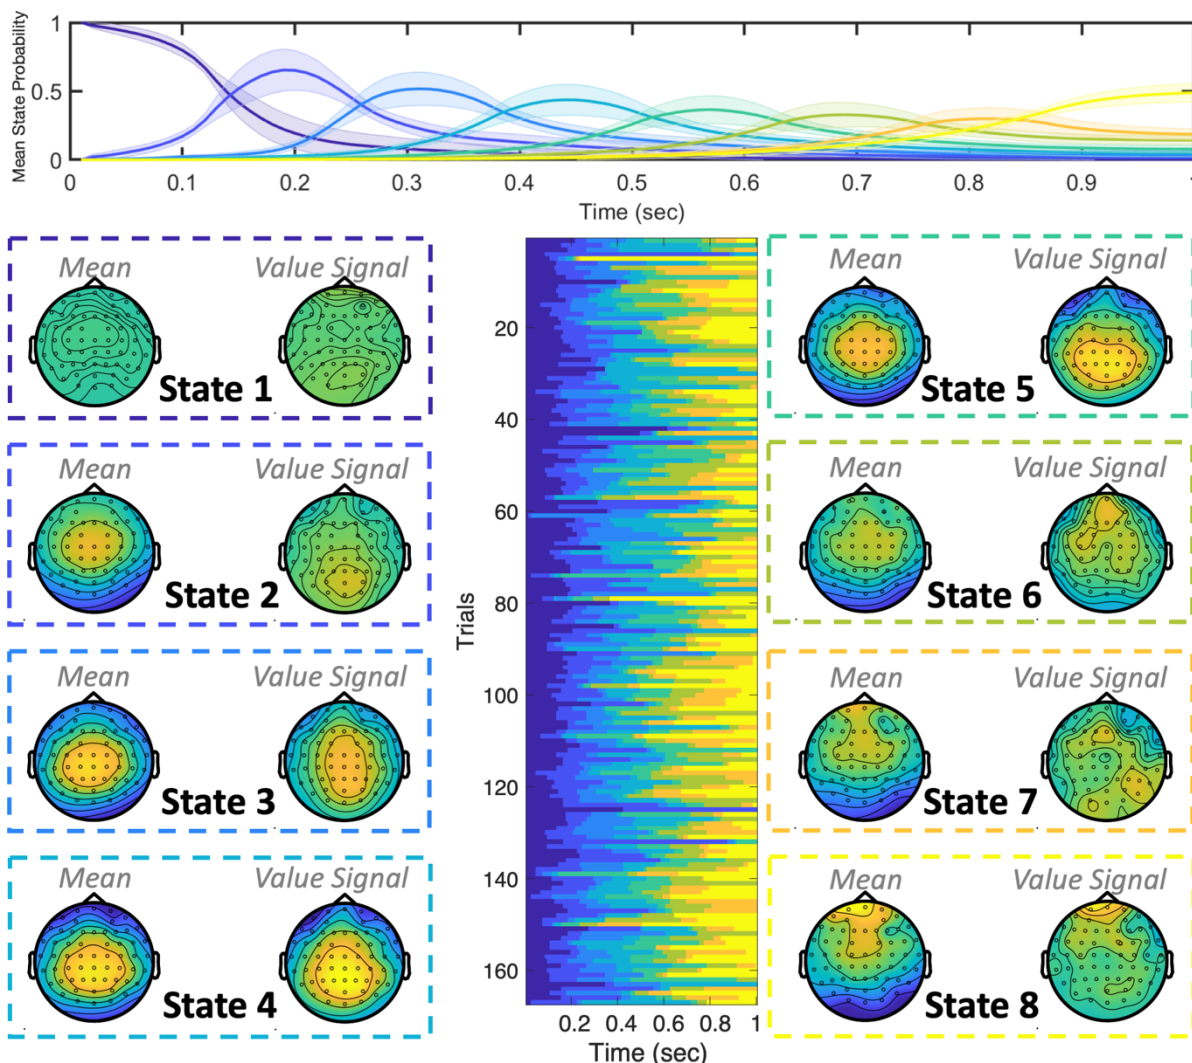 Mean State Probability
1
0.5
0
0 0.1 0.2 0.3 0.4 0.5 0.6 0.7 0.8 0.9 1
Time (sec)
Mean Value Signal
State 1
Mean Value Signal
State 2
Mean Value Signal
State 3
Mean Value Signal
State 4
Trials
20
40
60
80
100
120
140
160
0.2 0.4 0.6 0.8 1
Time (sec)
Mean Value Signal
State 5
Mean Value Signal
State 6
Mean Value Signal
State 7
Mean Value Signal
State 8